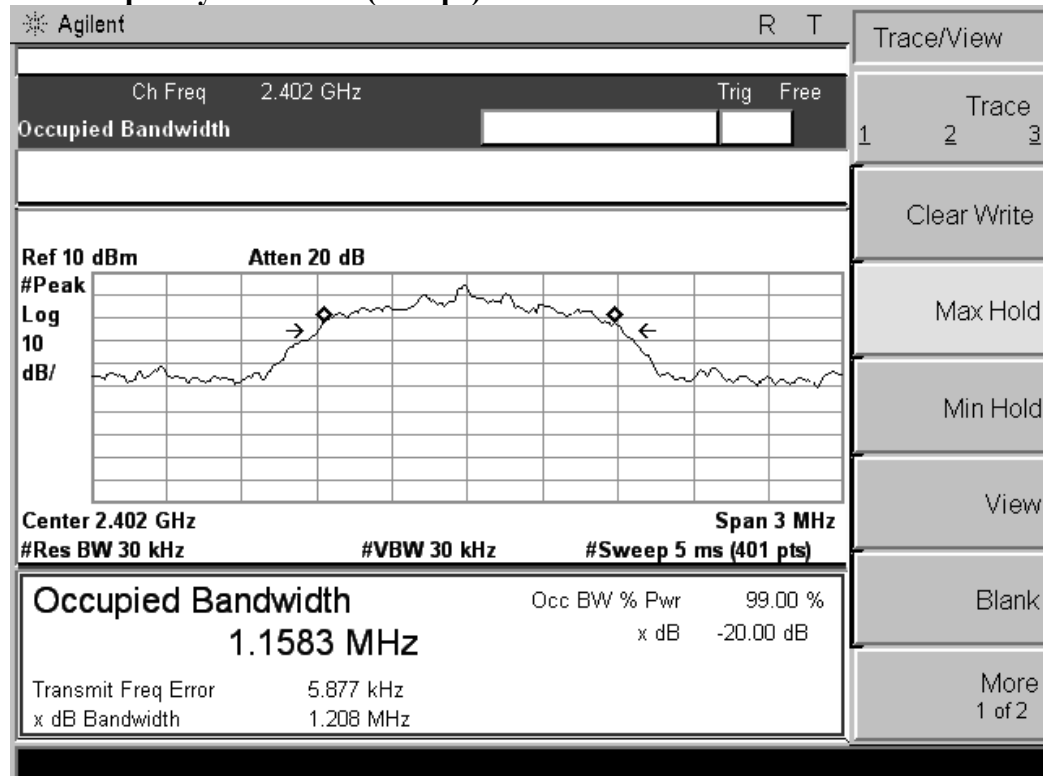 Agilent R T
Trace/View
Ch Freq 2.402 GHz Trig Free
Occupied Bandwidth
Trace
1 2 3
Clear Write
Ref 10 dBm Atten 20 dB
#Peak
Log
10
dB/
Max Hold
Min Hold
View
Center 2.402 GHz Span 3 MHz
#Res BW 30 kHz #VBW 30 kHz #Sweep 5 ms (401 pts)
Occupied Bandwidth Occ BW % Pwr 99.00 %
1.1583 MHz x dB -20.00 dB
Blank
Transmit Freq Error 5.877 kHz
x dB Bandwidth 1.208 MHz
More
1 of 2